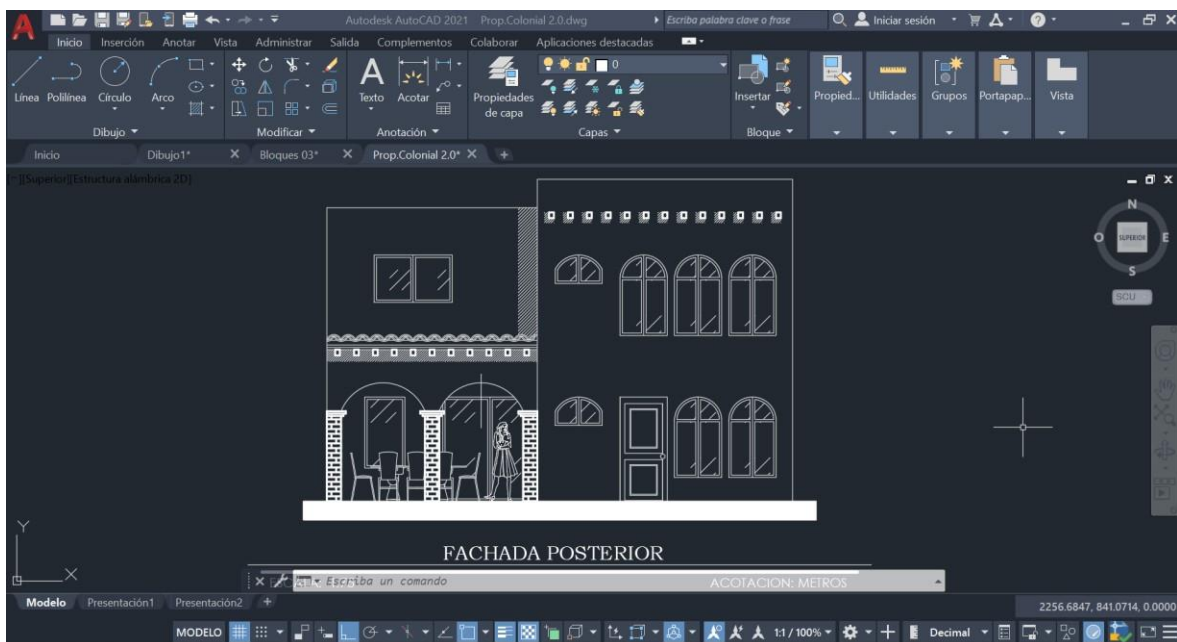 Autodesk AutoCAD 2021 Prop.Colonial 2.0.dwg Escriba palabra clave o frase Iniciar sesión
Inicio Inserción Anotar Vista Administrar Salida Complementos Colaborar Aplicaciones destacadas
0
Línea Polilínea Círculo Arco Texto Acotar Propiedades de capa Insertar Propied... Utilidades Grupos Portapap... Vista
Dibujo Modificar Anotación Capas Bloque
Inicio Dibujo1* Bloques 03* Prop.Colonial 2.0*
[-][Superior][Estructura alámbrica 2D]
N
O SUPERIOR E
S
SCU
Y
FACHADA POSTERIOR
X
Escriba un comando ACOTACION: METROS
Modelo Presentación1 Presentación2 2256.6847, 841.0714, 0.0000
MODELO 1:1 / 100% Decimal